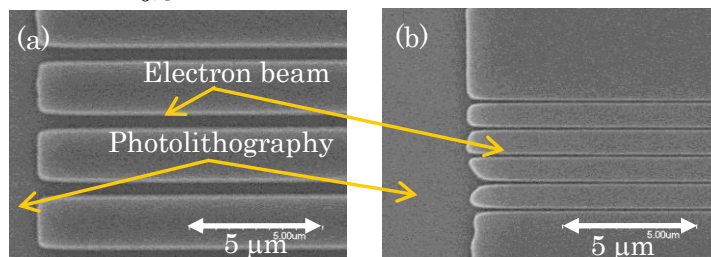 (a)
(b)
Electron beam
Photolithography
5 μm
5.00um
5 μm
5.00um